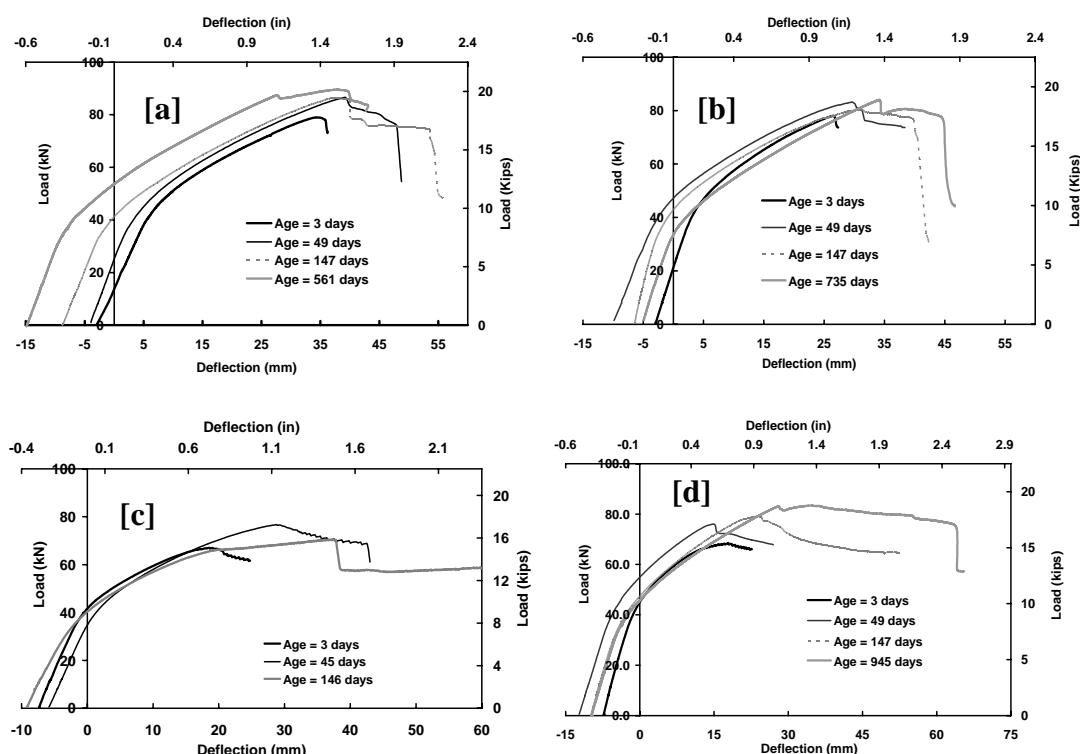 Deflection (in)
-0.6 -0.1 0.4 0.9 1.4 1.9 2.4
[a]
Load (kN)
100
80
60
40
20
0
Load (Kips)
20
15
10
5
0
Age = 3 days
Age = 49 days
Age = 147 days
Age = 561 days
-15 -5 5 15 25 35 45 55
Deflection (mm)
Deflection (in)
-0.6 -0.1 0.4 0.9 1.4 1.9 2.4
[b]
Load (kN)
100
80
60
40
20
0
Load (Kips)
20
15
10
5
0
Age = 3 days
Age = 49 days
Age = 147 days
Age = 735 days
-15 -5 5 15 25 35 45 55
Deflection (mm)
Deflection (in)
-0.4 0.1 0.6 1.1 1.6 2.1
[c]
Load (kN)
100
80
60
40
20
0
Load (kips)
20
16
12
8
4
0
Age = 3 days
Age = 45 days
Age = 146 days
-10 0 10 20 30 40 50 60
Deflection (mm)
Deflection (in)
-0.6 -0.1 0.4 0.9 1.4 1.9 2.4 2.9
[d]
Load (kN)
100.0
80.0
60.0
40.0
20.0
0.0
Load (kips)
20
15
10
5
0
Age = 3 days
Age = 49 days
Age = 147 days
Age = 945 days
-15 0 15 30 45 60 75
Deflection (mm)